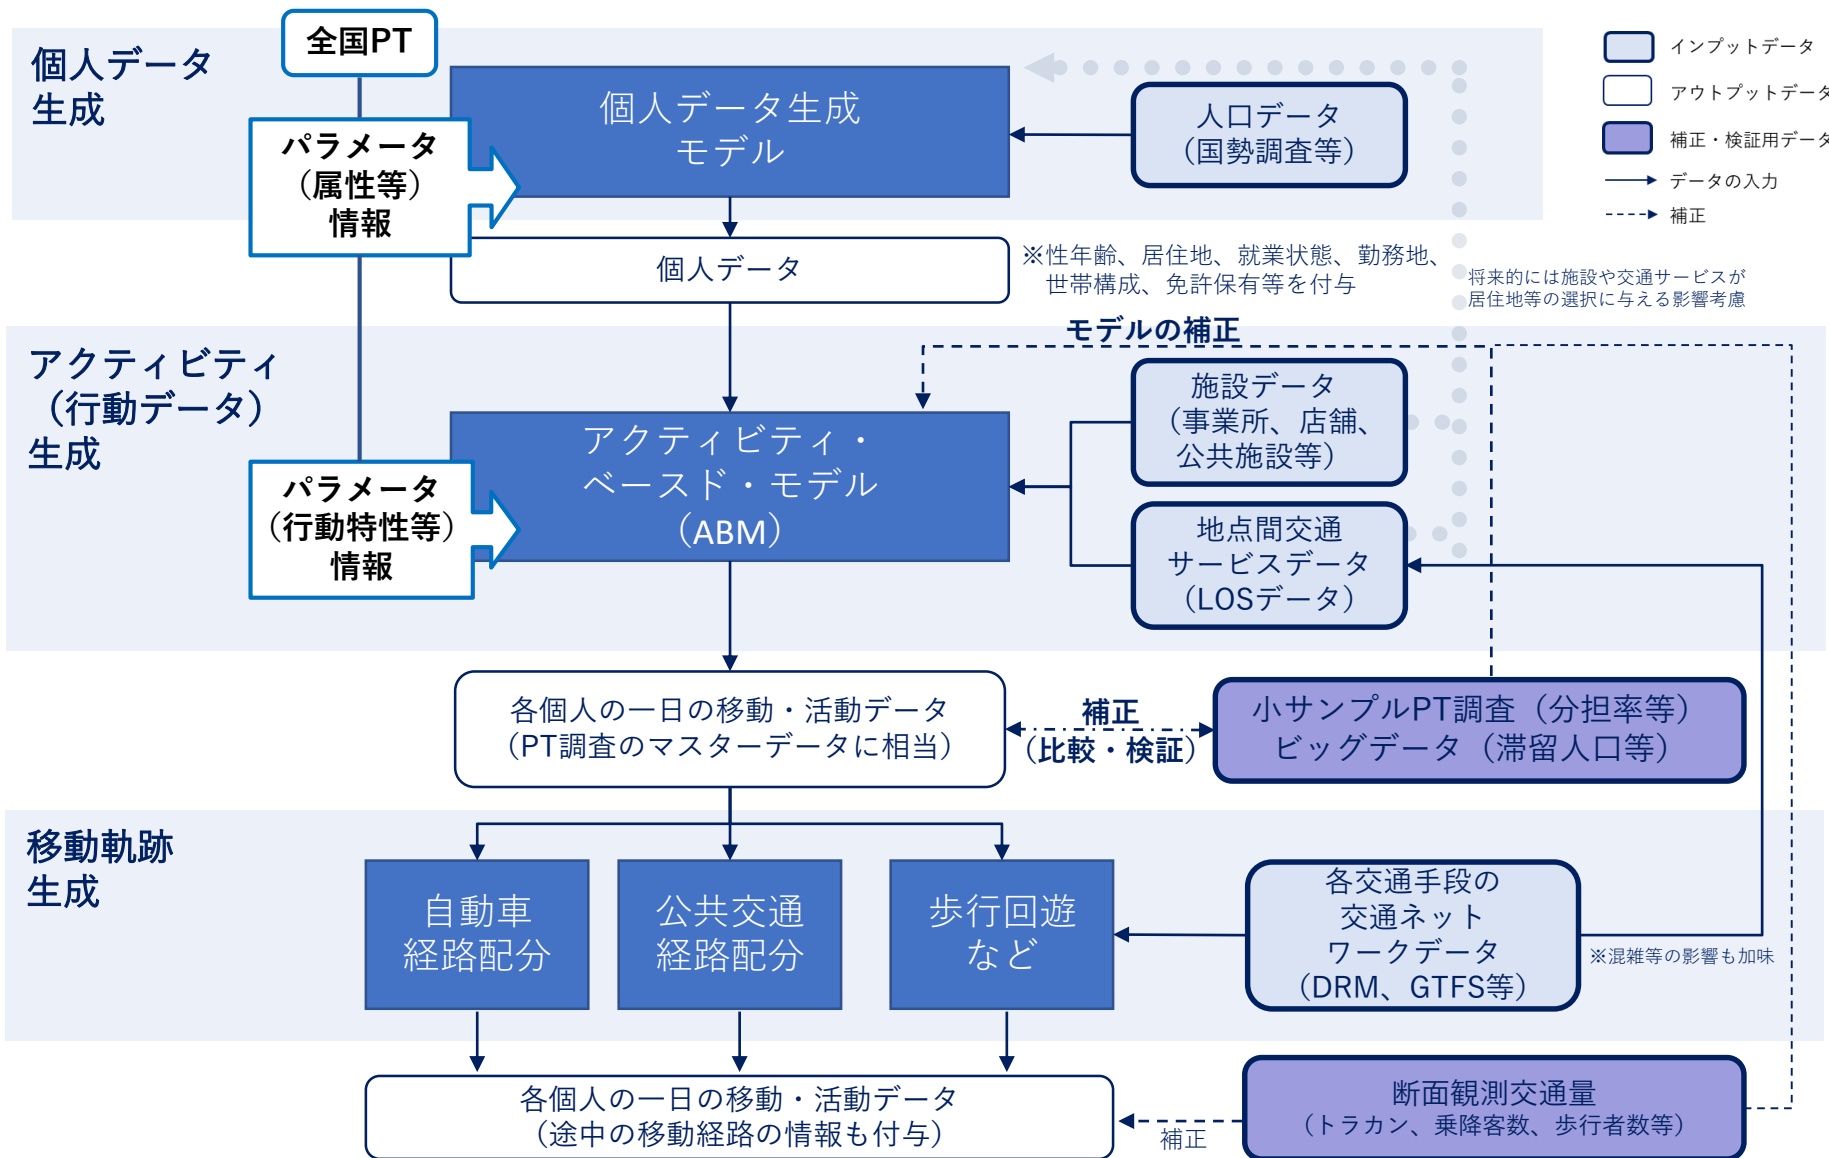 全国PT
個人データ
生成
パラメータ
（属性等）
情報
個人データ生成
モデル
人口データ
（国勢調査等）
インプットデータ
アウトプットデータ
補正・検証用データ
データの入力
補正
個人データ
※性年齢、居住地、就業状態、勤務地、
世帯構成、免許保有等を付与
将来的には施設や交通サービスが
居住地等の選択に与える影響考慮
モデルの補正
アクティビティ
（行動データ）
生成
パラメータ
（行動特性等）
情報
アクティビティ・
ベースド・モデル
（ABM）
施設データ
（事業所、店舗、
公共施設等）
地点間交通
サービスデータ
（LOSデータ）
各個人の一日の移動・活動データ
（PT調査のマスターデータに相当）
補正
（比較・検証）
小サンプルPT調査（分担率等）
ビッグデータ（滞留人口等）
移動軌跡
生成
自動車
経路配分
公共交通
経路配分
歩行回遊
など
各交通手段の
交通ネット
ワークデータ
（DRM、GTFS等）
※混雑等の影響も加味
各個人の一日の移動・活動データ
（途中の移動経路の情報も付与）
補正
断面観測交通量
（トラカン、乗降客数、歩行者数等）